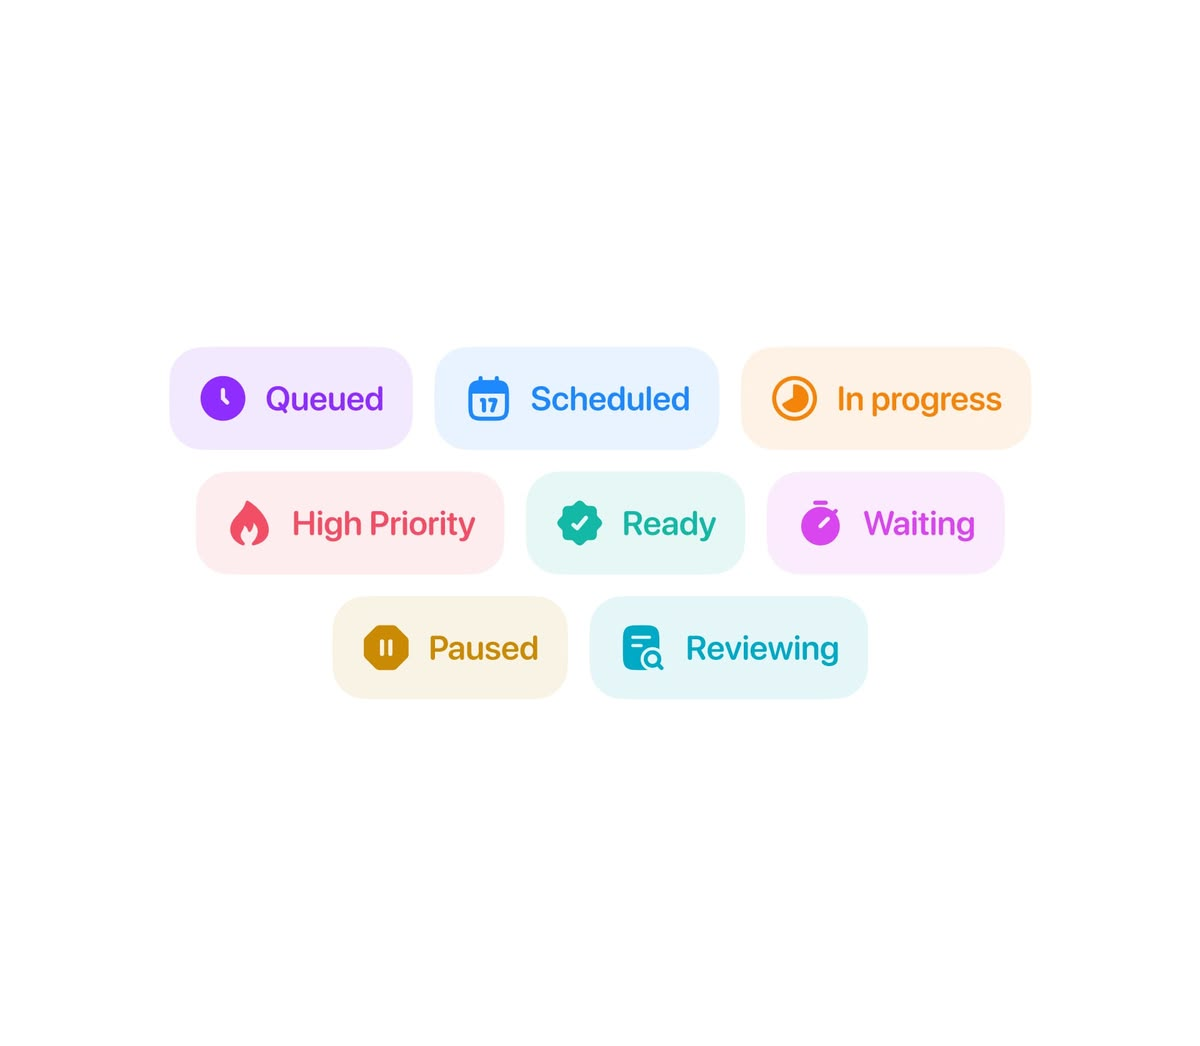 Queued
17 Scheduled
In progress
High Priority
Ready
Waiting
Paused
Reviewing